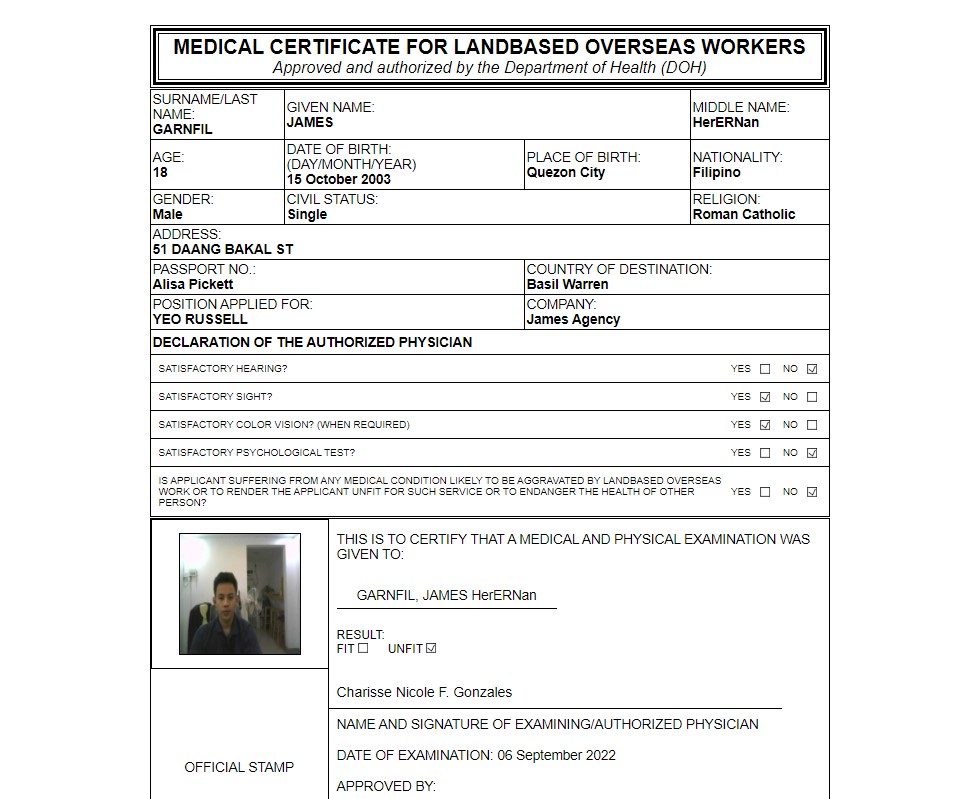 MEDICAL CERTIFICATE FOR LANDBASED OVERSEAS WORKERS
Approved and authorized by the Department of Health (DOH)
SURNAME/LAST
NAME:
GARNFIL
GIVEN NAME:
JAMES
MIDDLE NAME:
HerERNan
AGE:
18
DATE OF BIRTH:
(DAY/MONTH/YEAR)
15 October 2003
PLACE OF BIRTH:
Quezon City
NATIONALITY:
Filipino
GENDER:
Male
CIVIL STATUS:
Single
RELIGION:
Roman Catholic
ADDRESS:
51 DAANG BAKAL ST
PASSPORT NO.:
Alisa Pickett
COUNTRY OF DESTINATION:
Basil Warren
POSITION APPLIED FOR:
YEO RUSSELL
COMPANY:
James Agency
DECLARATION OF THE AUTHORIZED PHYSICIAN
SATISFACTORY HEARING? YES ☐ NO ☑
SATISFACTORY SIGHT? YES ☑ NO ☐
SATISFACTORY COLOR VISION? (WHEN REQUIRED) YES ☑ NO ☐
SATISFACTORY PSYCHOLOGICAL TEST? YES ☐ NO ☑
IS APPLICANT SUFFERING FROM ANY MEDICAL CONDITION LIKELY TO BE AGGRAVATED BY LANDBASED OVERSEAS
WORK OR TO RENDER THE APPLICANT UNFIT FOR SUCH SERVICE OR TO ENDANGER THE HEALTH OF OTHER
PERSON?
YES ☐ NO ☑
THIS IS TO CERTIFY THAT A MEDICAL AND PHYSICAL EXAMINATION WAS
GIVEN TO:
GARNFIL, JAMES HerERNan
RESULT:
FIT ☐ UNFIT ☑
Charisse Nicole F. Gonzales
NAME AND SIGNATURE OF EXAMINING/AUTHORIZED PHYSICIAN
DATE OF EXAMINATION: 06 September 2022
OFFICIAL STAMP
APPROVED BY: